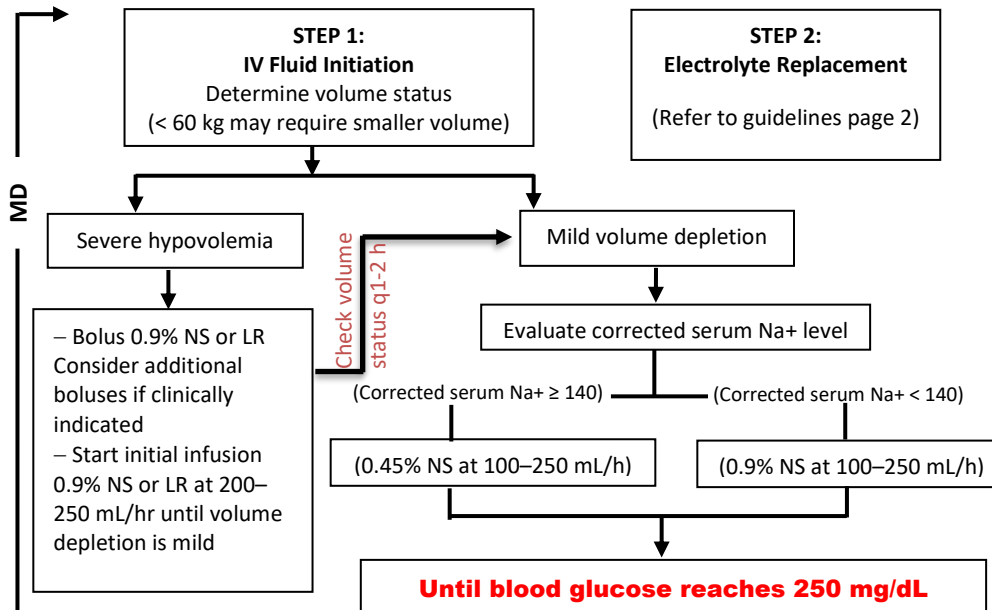 MD
STEP 1:
IV Fluid Initiation
Determine volume status
(< 60 kg may require smaller volume)
STEP 2:
Electrolyte Replacement
(Refer to guidelines page 2)
Severe hypovolemia
Check volume
status q1-2 h
Mild volume depletion
– Bolus 0.9% NS or LR
Consider additional
boluses if clinically
indicated
– Start initial infusion
0.9% NS or LR at 200–
250 mL/hr until volume
depletion is mild
Evaluate corrected serum Na+ level
(Corrected serum Na+ ≥ 140)
(Corrected serum Na+ < 140)
(0.45% NS at 100–250 mL/h)
(0.9% NS at 100–250 mL/h)
Until blood glucose reaches 250 mg/dL